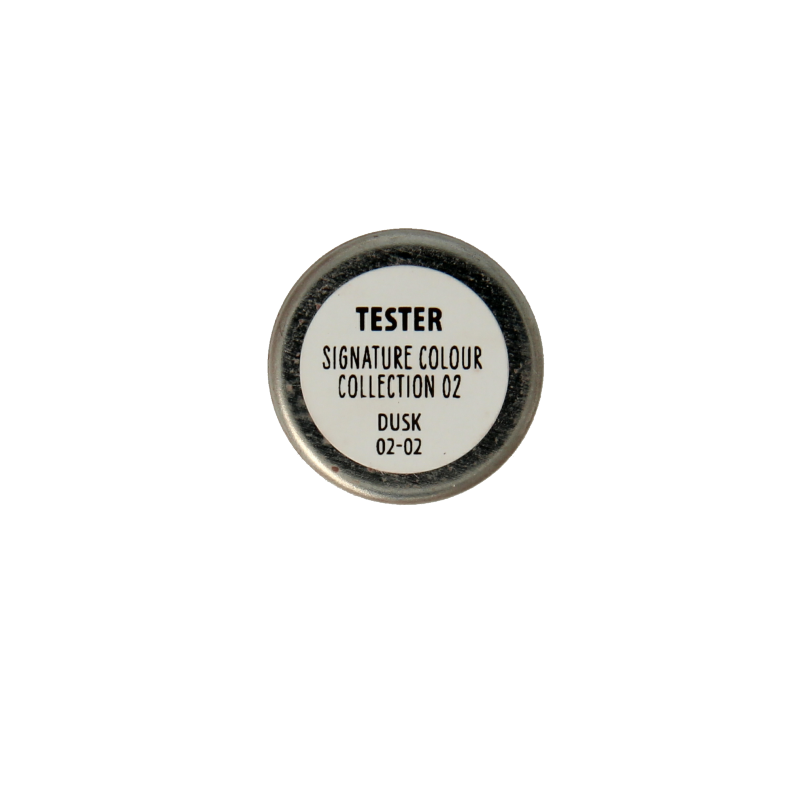 TESTER
SIGNATURE COLOUR
COLLECTION 02
DUSK
02-02